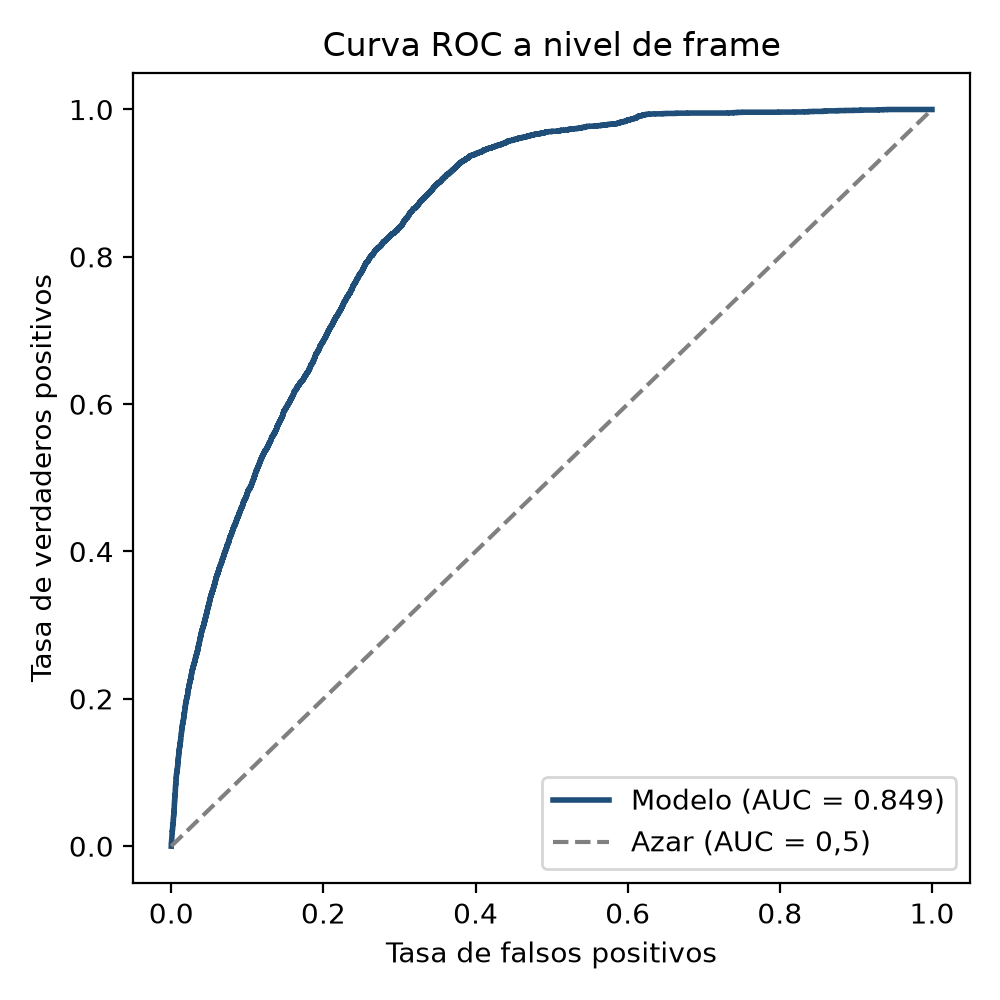 Curva ROC a nivel de frame
Tasa de verdaderos positivos
1.0
0.8
0.6
0.4
0.2
0.0
Modelo (AUC = 0.849)
Azar (AUC = 0,5)
0.0 0.2 0.4 0.6 0.8 1.0
Tasa de falsos positivos